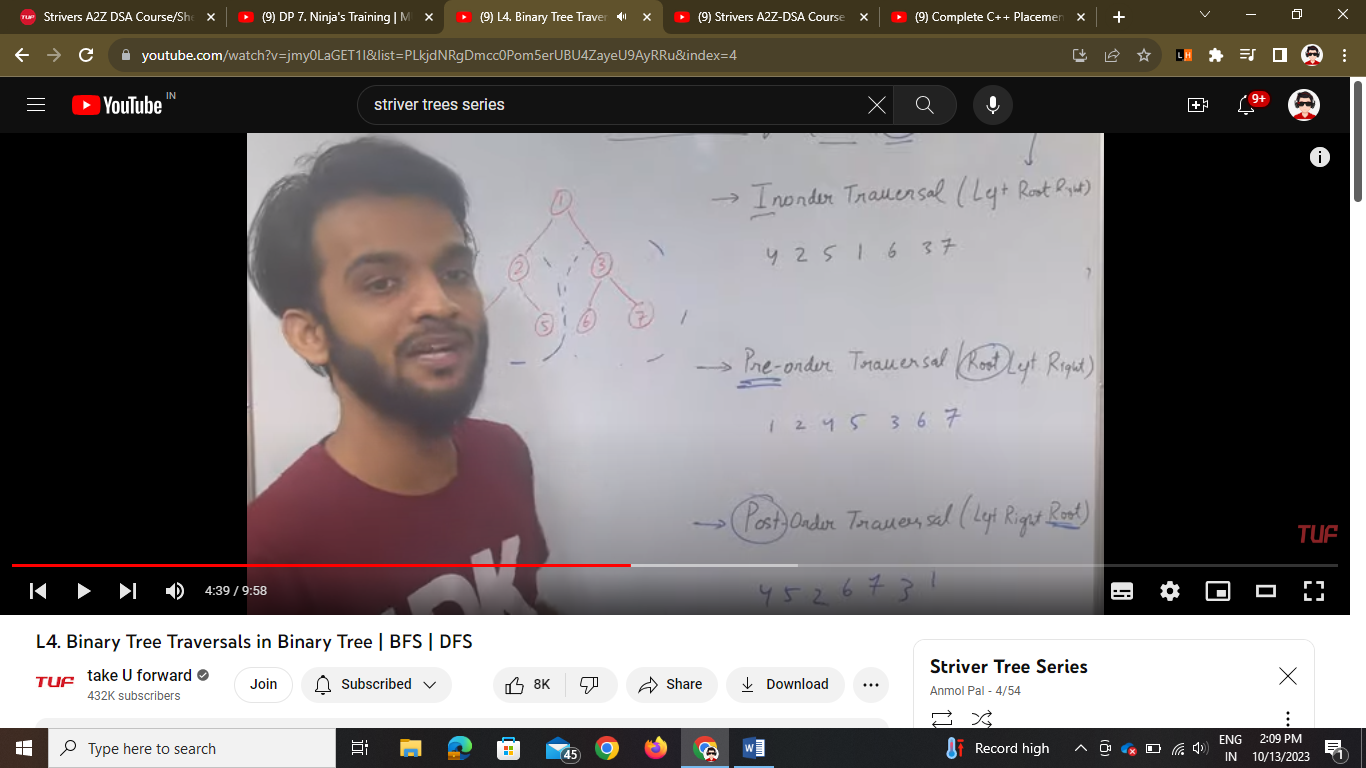 Strivers A2Z DSA Course/She
(9) DP 7. Ninja's Training | M
(9) L4. Binary Tree Traver
(9) Strivers A2Z-DSA Course
(9) Complete C++ Placemen
youtube.com/watch?v=jmy0LaGET1I&list=PLkjdNRgDmcc0Pom5erUBU4ZayeU9AyRRu&index=4
YouTube IN
striver trees series
9+
→ Inorder Traversal (Left Root Right)
1
4 2 5 1 6 3 7
2 3
5 6 7
→ Pre-order Traversal (Root Left Right)
1 2 4 5 3 6 7
→ Post-Order Traversal (Left Right Root)
TUF
4 5 2 6 7 3 1
4:39 / 9:58
L4. Binary Tree Traversals in Binary Tree | BFS | DFS
TUF take U forward
432K subscribers
Join
Subscribed
8K
Share
Download
Striver Tree Series
Anmol Pal - 4/54
Type here to search
45
Record high
ENG
IN
2:09 PM
10/13/2023
1